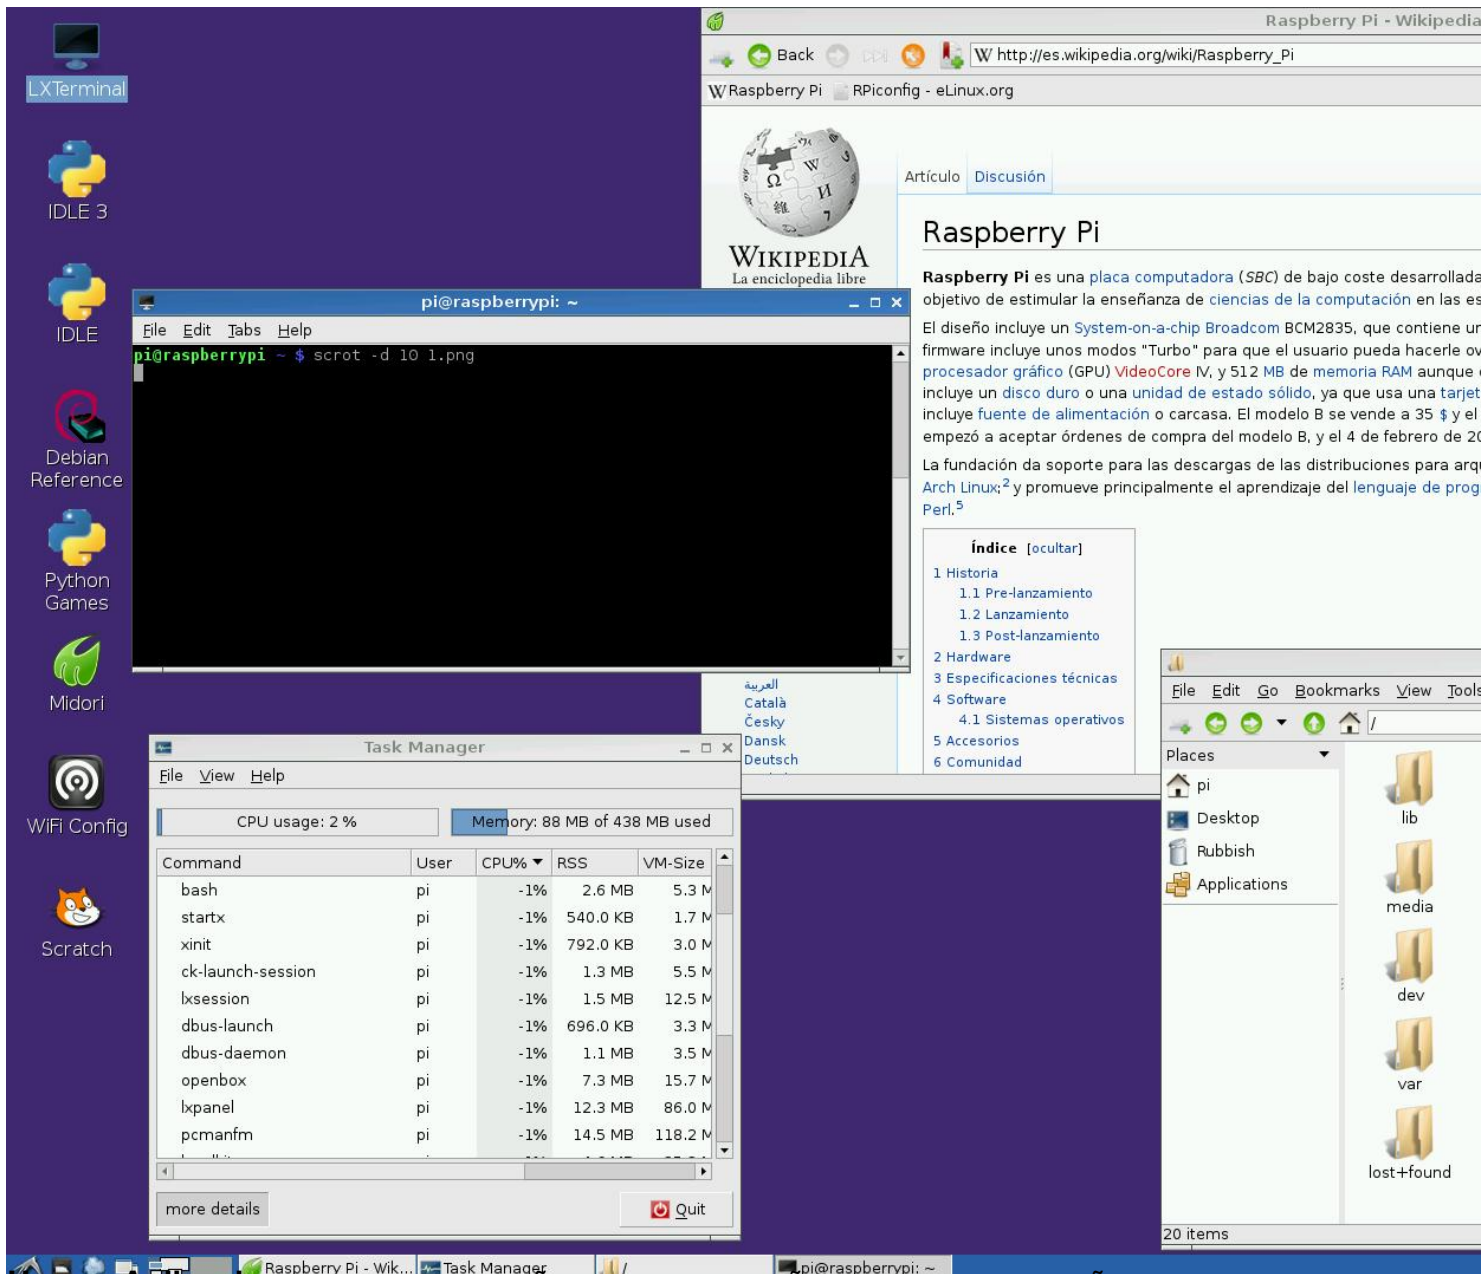 LXTerminal
IDLE 3
IDLE
Debian
Reference
Python
Games
Midori
WiFi Config
Scratch
Raspberry Pi - Wikipedia
Back
W http://es.wikipedia.org/wiki/Raspberry_Pi
W Raspberry Pi RPiconfig - eLinux.org
WIKIPEDIA
La enciclopedia libre
Artículo Discusión
Raspberry Pi
Raspberry Pi es una placa computadora (SBC) de bajo coste desarrollada
objetivo de estimular la enseñanza de ciencias de la computación en las
El diseño incluye un System-on-a-chip Broadcom BCM2835, que contiene
firmware incluye unos modos "Turbo" para que el usuario pueda hacerle
procesador gráfico (GPU) VideoCore IV, y 512 MB de memoria RAM aunque
incluye un disco duro o una unidad de estado sólido, ya que usa una
incluye fuente de alimentación o carcasa. El modelo B se vende a 35 $ y el
empezó a aceptar órdenes de compra del modelo B, y el 4 de febrero de
La fundación da soporte para las descargas de las distribuciones para
Arch Linux;2 y promueve principalmente el aprendizaje del lenguaje de
Perl.5
Índice [ocultar]
1 Historia
1.1 Pre-lanzamiento
1.2 Lanzamiento
1.3 Post-lanzamiento
2 Hardware
3 Especificaciones técnicas
4 Software
4.1 Sistemas operativos
5 Accesorios
6 Comunidad
العربية
Català
Česky
Dansk
Deutsch
pi@raspberrypi: ~
File Edit Tabs Help
pi@raspberrypi ~ $ scrot -d 10 1.png
Task Manager
File View Help
CPU usage: 2 % Memory: 88 MB of 438 MB used
Command User CPU% RSS VM-Size
bash pi -1% 2.6 MB 5.3 M
startx pi -1% 540.0 KB 1.7 M
xinit pi -1% 792.0 KB 3.0 M
ck-launch-session pi -1% 1.3 MB 5.5 M
lxsession pi -1% 1.5 MB 12.5 M
dbus-launch pi -1% 696.0 KB 3.3 M
dbus-daemon pi -1% 1.1 MB 3.5 M
openbox pi -1% 7.3 MB 15.7 M
lxpanel pi -1% 12.3 MB 86.0 M
pcmanfm pi -1% 14.5 MB 118.2 M
more details Quit
File Edit Go Bookmarks View Tools
/
Places
pi
Desktop
Rubbish
Applications
lib
media
dev
var
lost+found
20 items
Raspberry Pi - Wik... Task Manager / pi@raspberrypi: ~